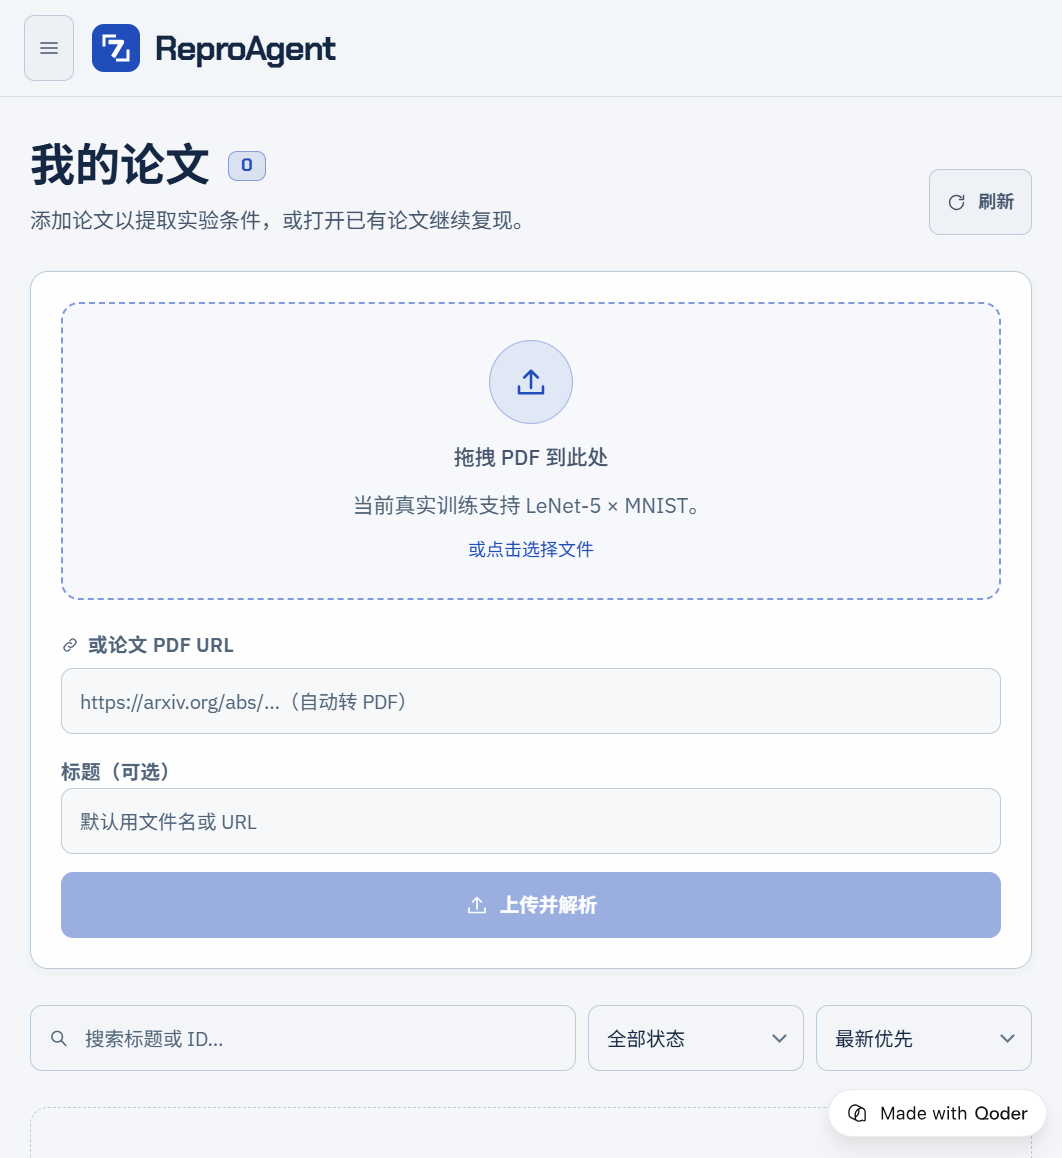 ReproAgent
我的论文 0
添加论文以提取实验条件，或打开已有论文继续复现。
刷新
拖拽 PDF 到此处
当前真实训练支持 LeNet-5 × MNIST。
或点击选择文件
或论文 PDF URL
https://arxiv.org/abs/...（自动转 PDF）
标题（可选）
默认用文件名或 URL
上传并解析
搜索标题或 ID...
全部状态
最新优先
Made with Qoder